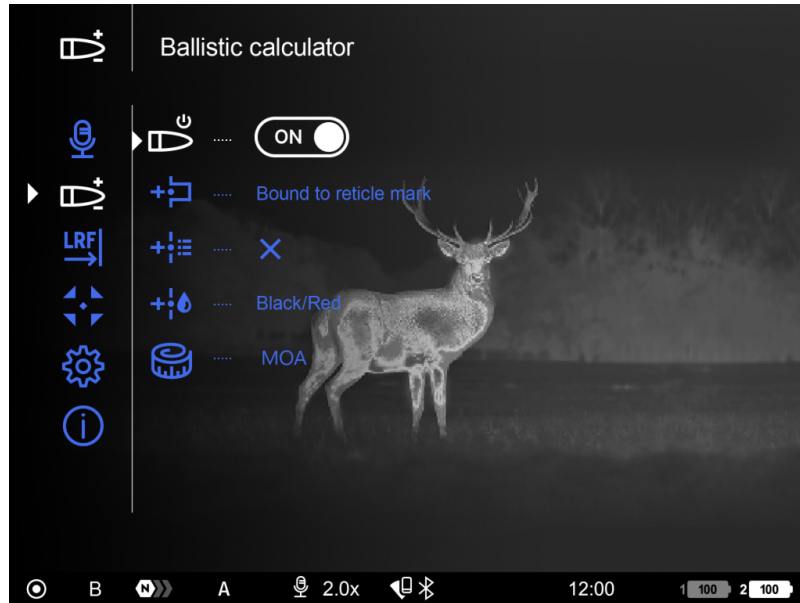 Ballistic calculator
ON
Bound to reticle mark
LRF
Black/Red
MOA
B N A 2.0x 12:00 1 100 2 100